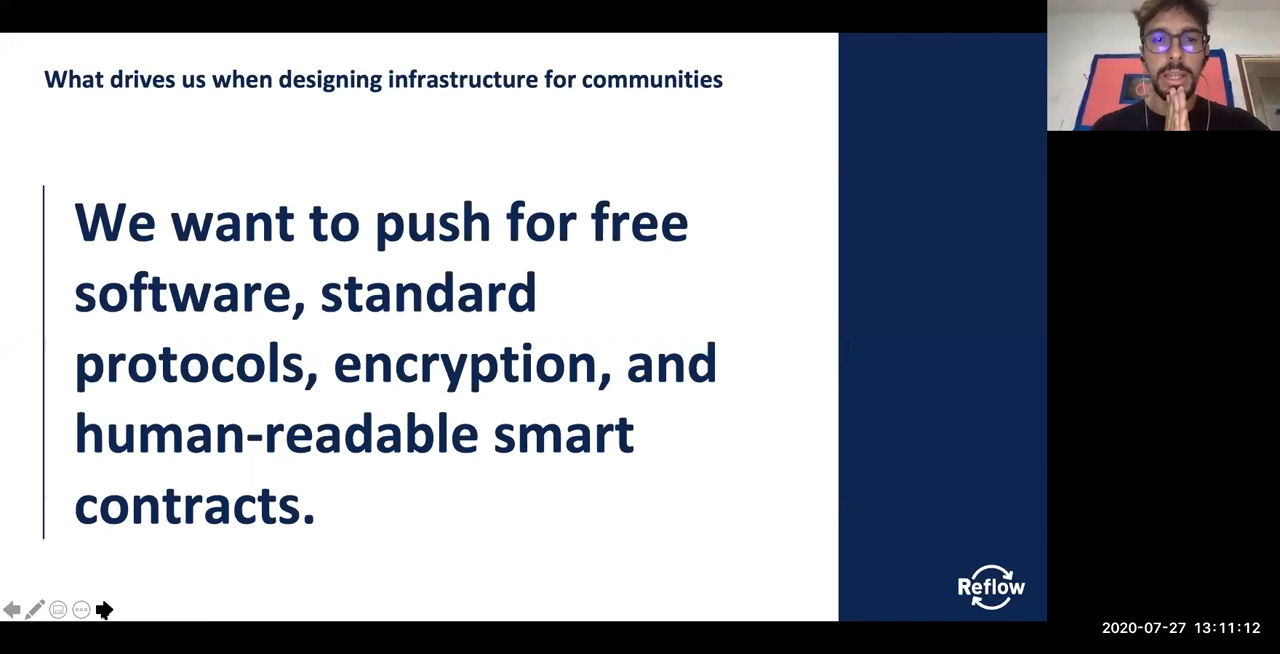 What drives us when designing infrastructure for communities
We want to push for free
software, standard
protocols, encryption, and
human-readable smart
contracts.
Reflow
2020-07-27 13:11:12